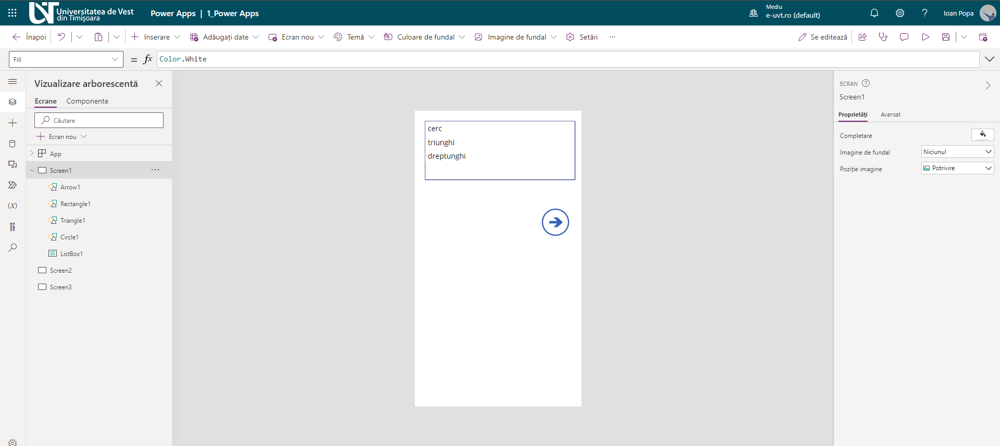 Universitatea de Vest
din Timișoara
Power Apps | 1_Power Apps
Mediu
e-uvt.ro (default)
Ioan Popa
Înapoi
Inserare
Adăugați date
Ecran nou
Temă
Culoare de fundal
Imagine de fundal
Setări
...
Se editează
Fill
= fx
Color.White
Vizualizare arborescentă
Ecrane Componente
Căutare
Ecran nou
App
Screen1 ...
Arrow1
Rectangle1
Triangle1
Circle1
ListBox1
Screen2
Screen3
(x)
cerc
triunghi
dreptunghi
ECRAN
Screen1
Proprietăți Avansat
Completare
Imagine de fundal Niciunul
Poziție imagine Potrivire